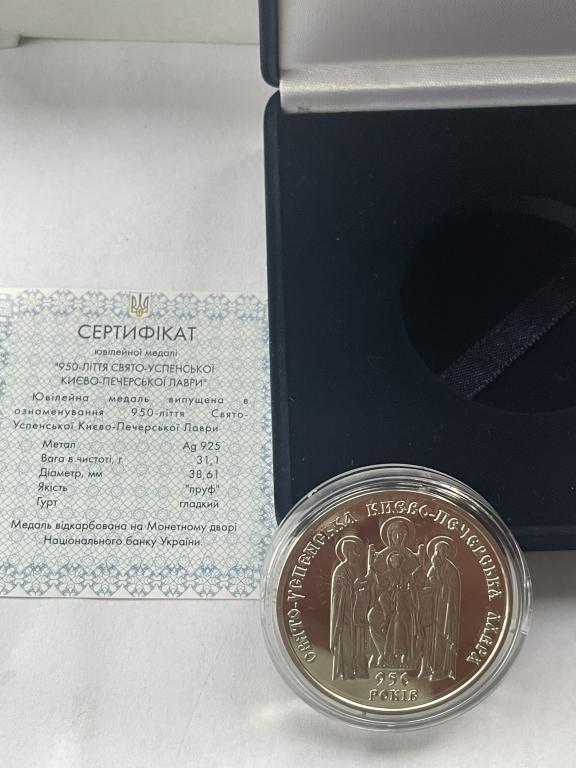 СЕРТИФІКАТ
ювілейної медалі
"950-ЛІТТЯ СВЯТО-УСПЕНСЬКОЇ
КИЄВО-ПЕЧЕРСЬКОЇ ЛАВРИ"
Ювілейна медаль випущена в
ознаменування 950-ліття Свято-
Успенської Києво-Печерської Лаври
Метал Ag 925
Вага в чистоті, г 31,1
Діаметр, мм 38,61
Якість "пруф"
Гурт гладкий
Медаль відкарбована на Монетному дворі
Національного банку України.
СВЯТО-УСПЕНСЬКА КИЄВО-ПЕЧЕРСЬКА ЛАВРА
950
РОКІВ